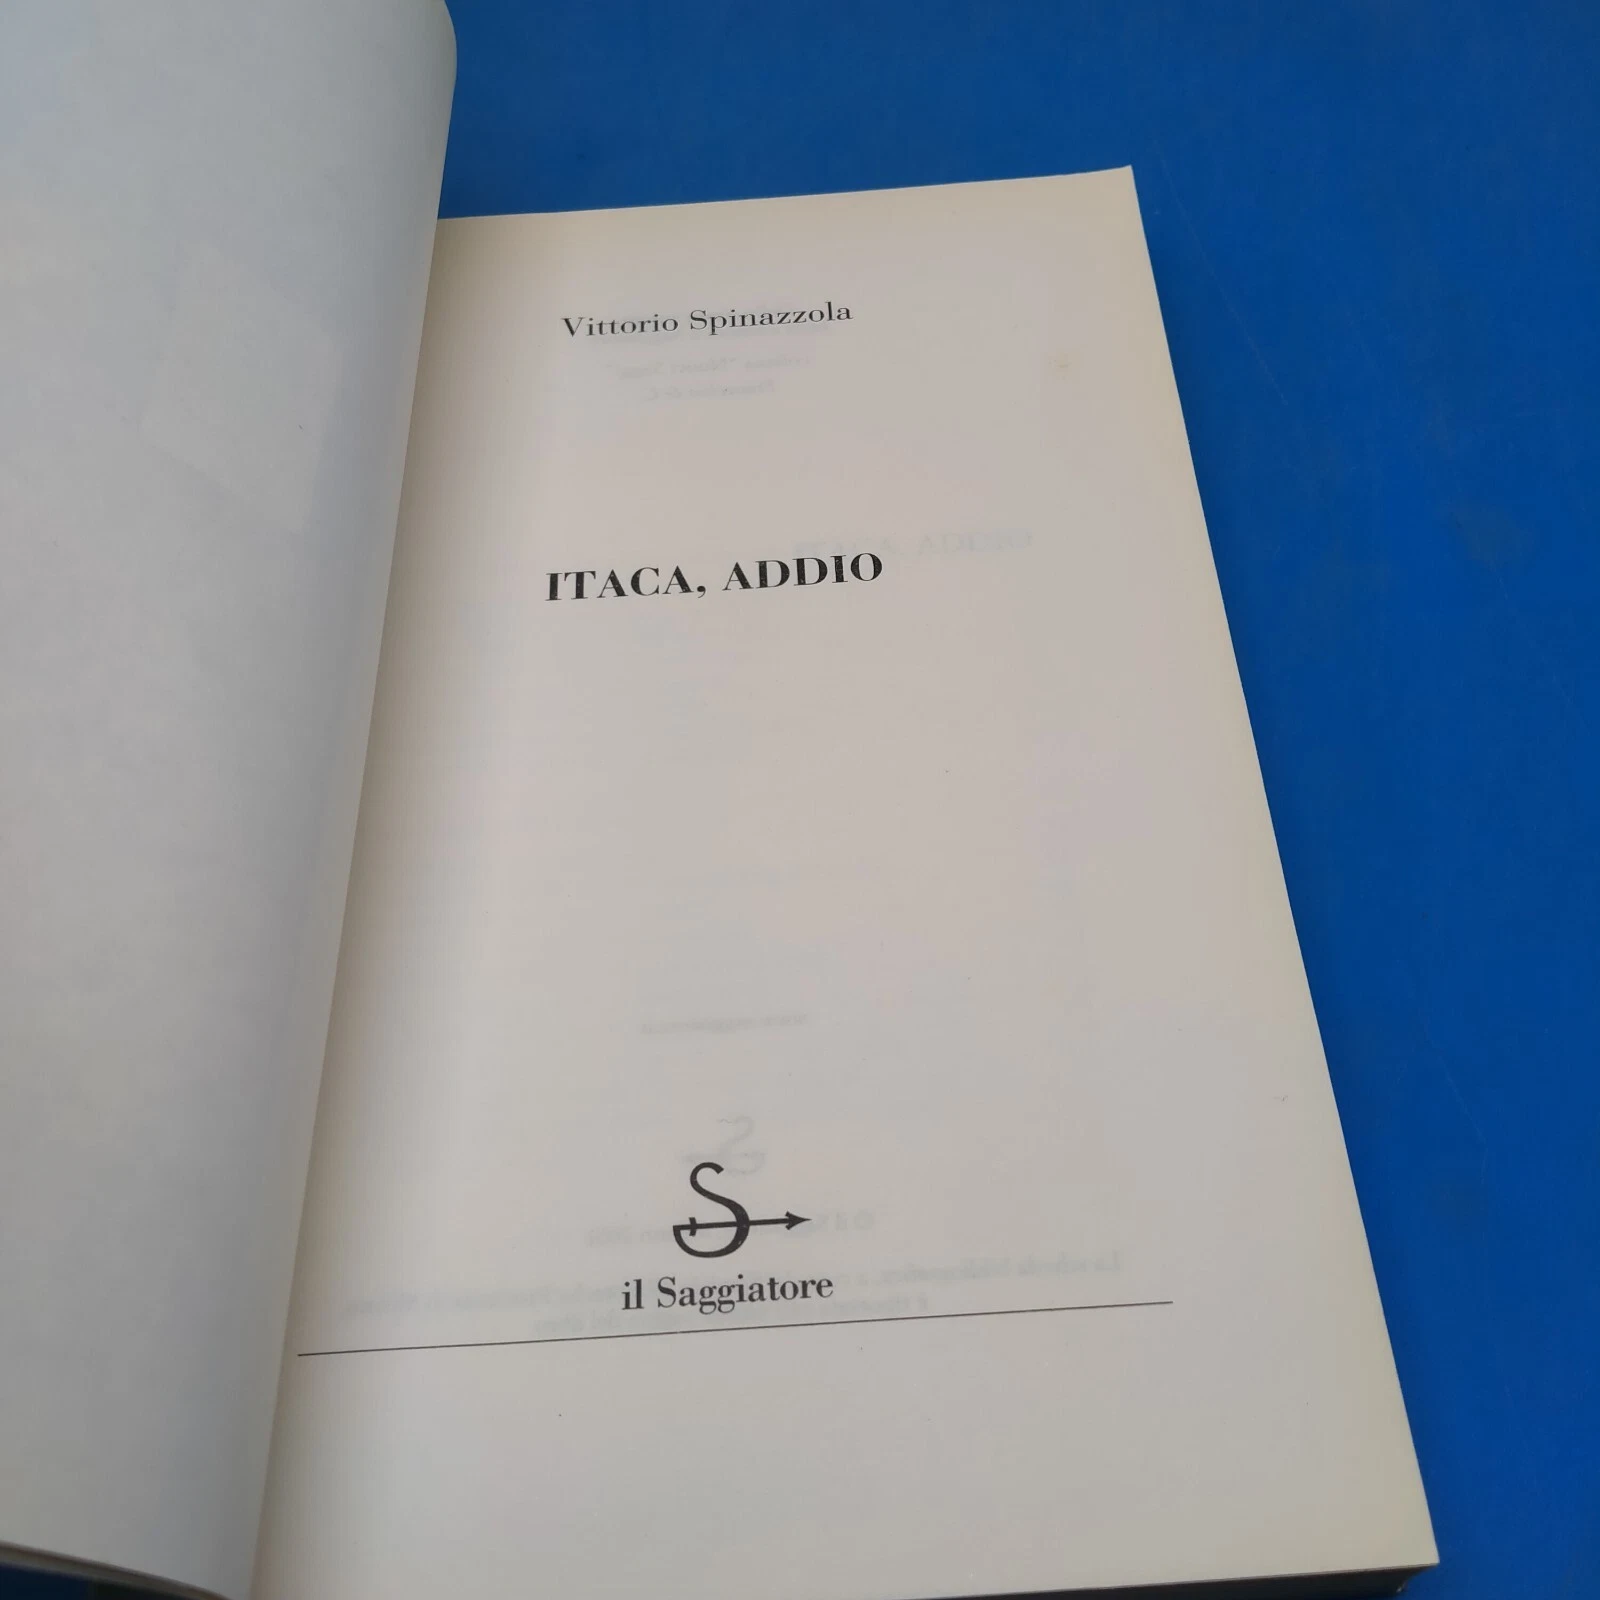 Vittorio Spinazzola
ITACA, ADDIO
il Saggiatore